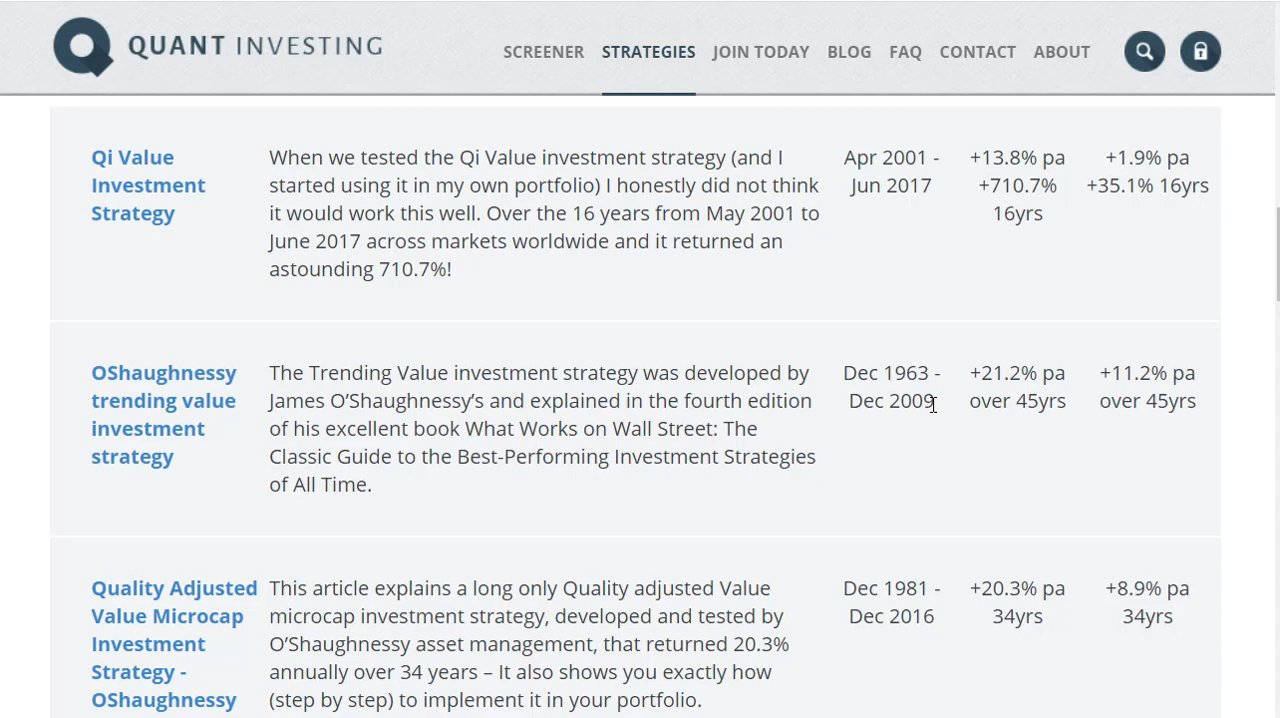 QUANT INVESTING
SCREENER STRATEGIES JOIN TODAY BLOG FAQ CONTACT ABOUT
Qi Value
Investment
Strategy
When we tested the Qi Value investment strategy (and I
started using it in my own portfolio) I honestly did not think
it would work this well. Over the 16 years from May 2001 to
June 2017 across markets worldwide and it returned an
astounding 710.7%!
Apr 2001 -
Jun 2017
+13.8% pa
+710.7%
16yrs
+1.9% pa
+35.1% 16yrs
OShaughnessy
trending value
investment
strategy
The Trending Value investment strategy was developed by
James O’Shaughnessy’s and explained in the fourth edition
of his excellent book What Works on Wall Street: The
Classic Guide to the Best-Performing Investment Strategies
of All Time.
Dec 1963 -
Dec 2009
+21.2% pa
over 45yrs
+11.2% pa
over 45yrs
Quality Adjusted
Value Microcap
Investment
Strategy -
OShaughnessy
This article explains a long only Quality adjusted Value
microcap investment strategy, developed and tested by
O’Shaughnessy asset management, that returned 20.3%
annually over 34 years – It also shows you exactly how
(step by step) to implement it in your portfolio.
Dec 1981 -
Dec 2016
+20.3% pa
34yrs
+8.9% pa
34yrs